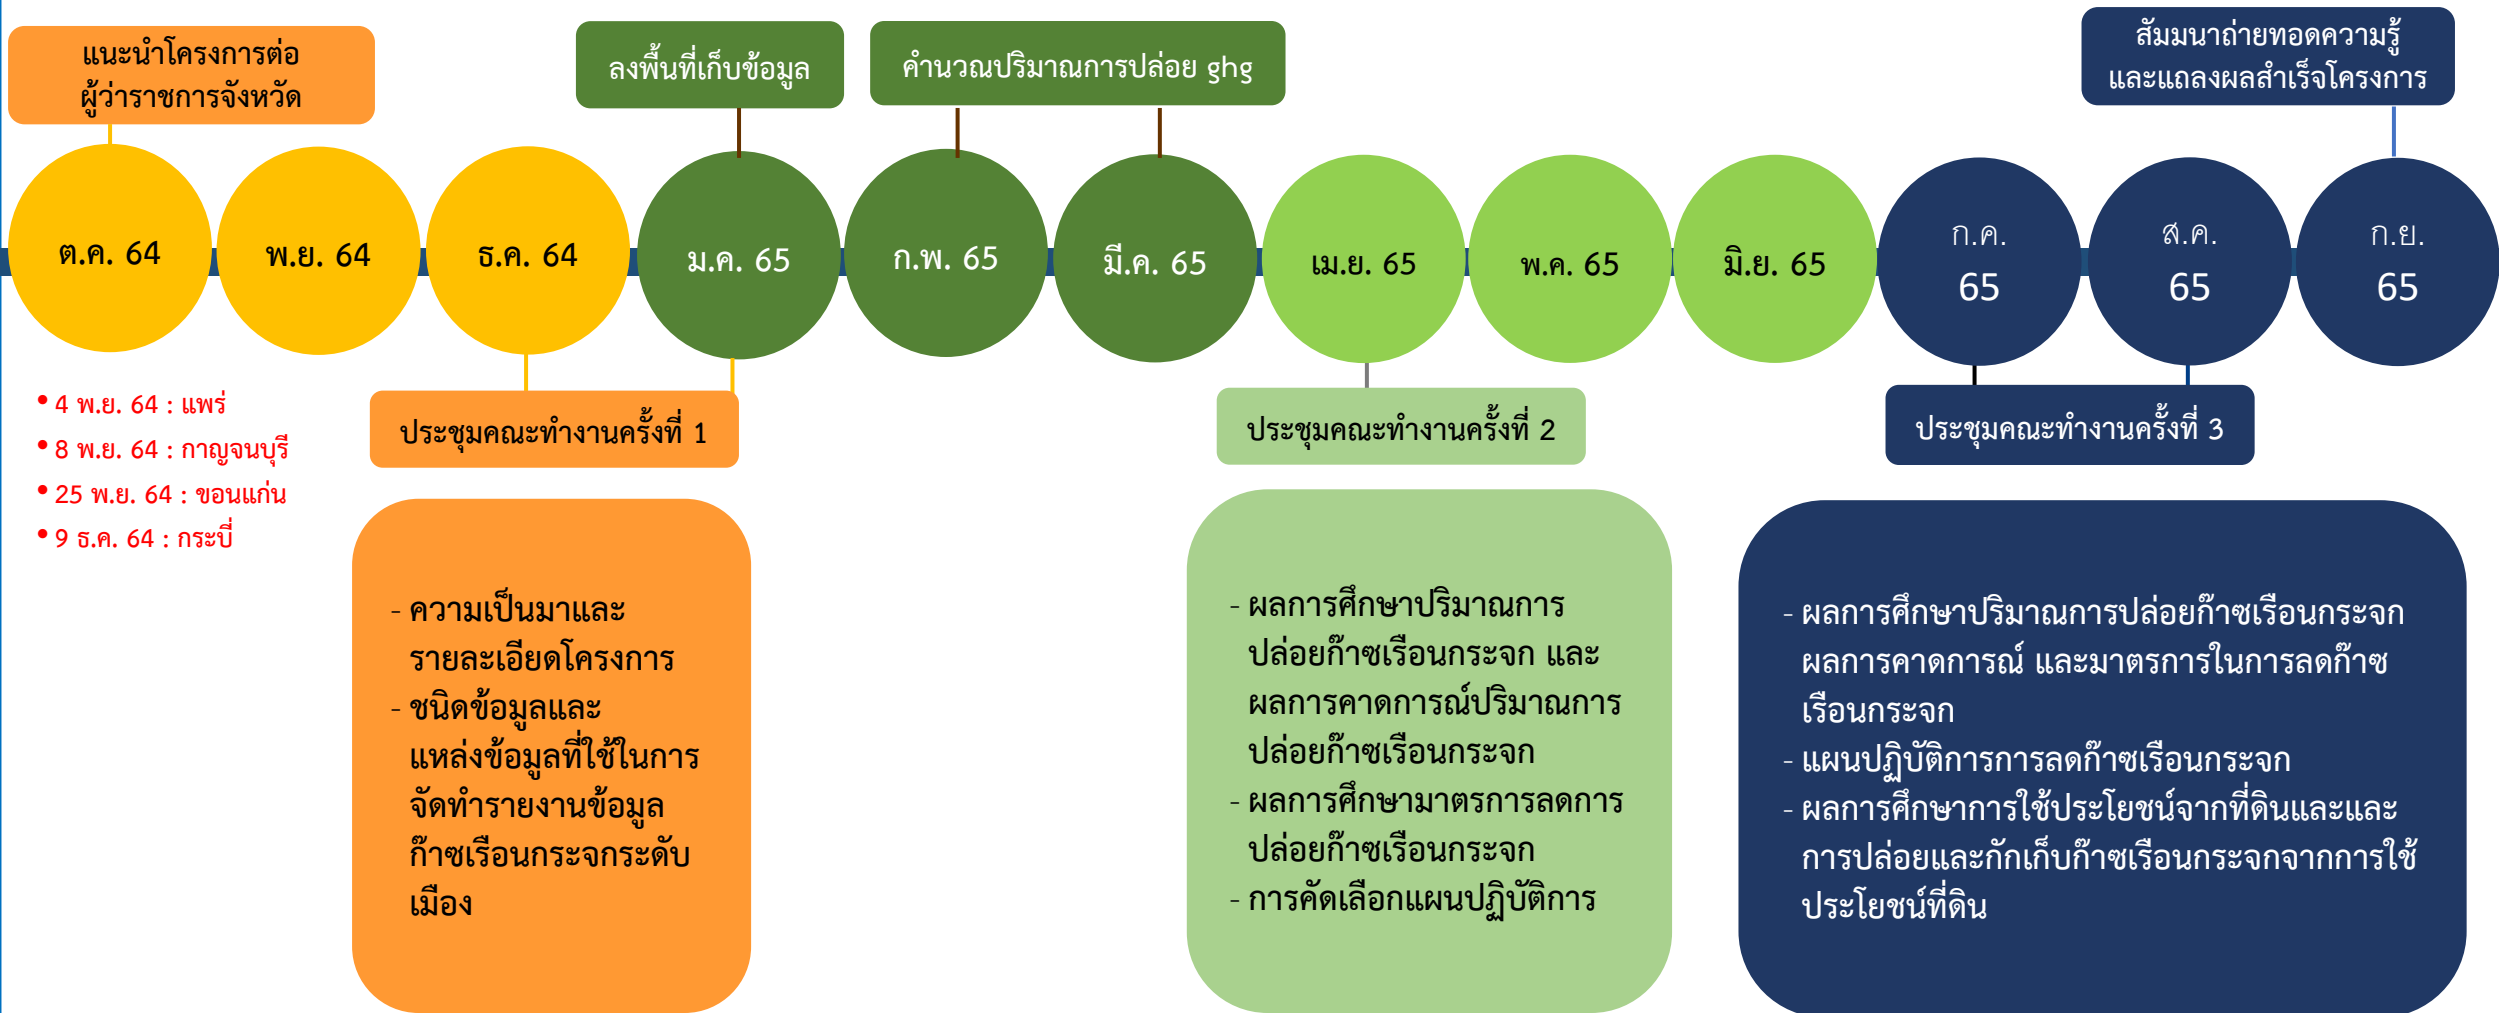 แนะนำโครงการต่อ
ผู้ว่าราชการจังหวัด
ลงพื้นที่เก็บข้อมูล
คำนวณปริมาณการปล่อย ghg
สัมมนาถ่ายทอดความรู้
และแถลงผลสำเร็จโครงการ
ต.ค. 64
พ.ย. 64
ธ.ค. 64
ม.ค. 65
ก.พ. 65
มี.ค. 65
เม.ย. 65
พ.ค. 65
มิ.ย. 65
ก.ค.
65
ส.ค.
65
ก.ย.
65
• 4 พ.ย. 64 : แพร่
• 8 พ.ย. 64 : กาญจนบุรี
• 25 พ.ย. 64 : ขอนแก่น
• 9 ธ.ค. 64 : กระบี่
ประชุมคณะทำงานครั้งที่ 1
- ความเป็นมาและ
รายละเอียดโครงการ
- ชนิดข้อมูลและ
แหล่งข้อมูลที่ใช้ในการ
จัดทำรายงานข้อมูล
ก๊าซเรือนกระจกระดับ
เมือง
ประชุมคณะทำงานครั้งที่ 2
- ผลการศึกษาปริมาณการ
ปล่อยก๊าซเรือนกระจก และ
ผลการคาดการณ์ปริมาณการ
ปล่อยก๊าซเรือนกระจก
- ผลการศึกษามาตรการลดการ
ปล่อยก๊าซเรือนกระจก
- การคัดเลือกแผนปฏิบัติการ
ประชุมคณะทำงานครั้งที่ 3
- ผลการศึกษาปริมาณการปล่อยก๊าซเรือนกระจก
ผลการคาดการณ์ และมาตรการในการลดก๊าซ
เรือนกระจก
- แผนปฏิบัติการการลดก๊าซเรือนกระจก
- ผลการศึกษาการใช้ประโยชน์จากที่ดินและและ
การปล่อยและกักเก็บก๊าซเรือนกระจกจากการใช้
ประโยชน์ที่ดิน